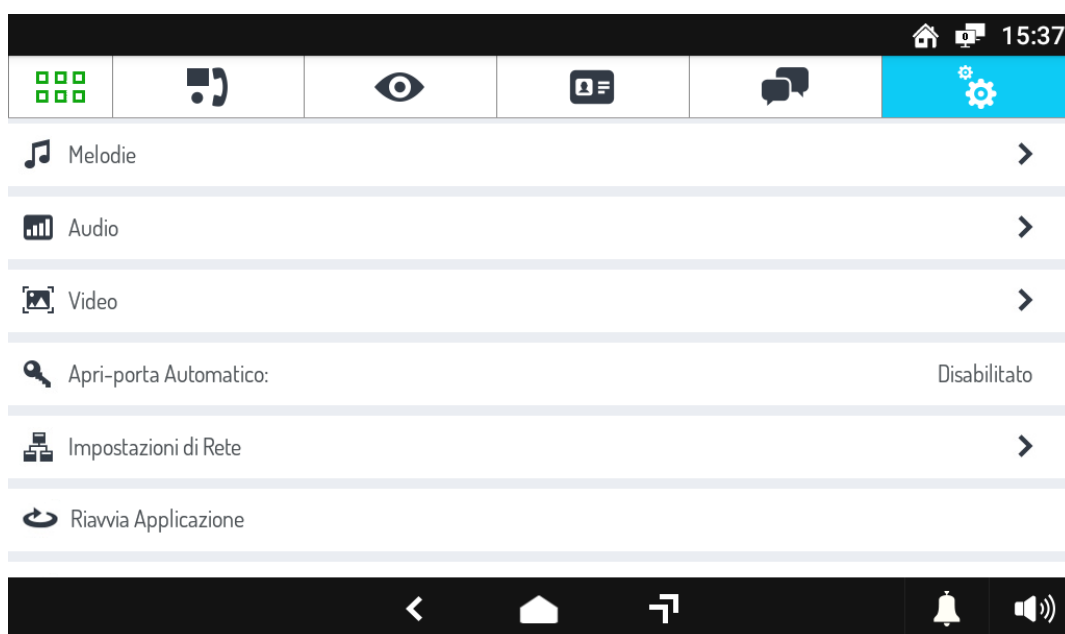 15:37
Melodie
Audio
Video
Apri-porta Automatico: Disabilitato
Impostazioni di Rete
Riavvia Applicazione